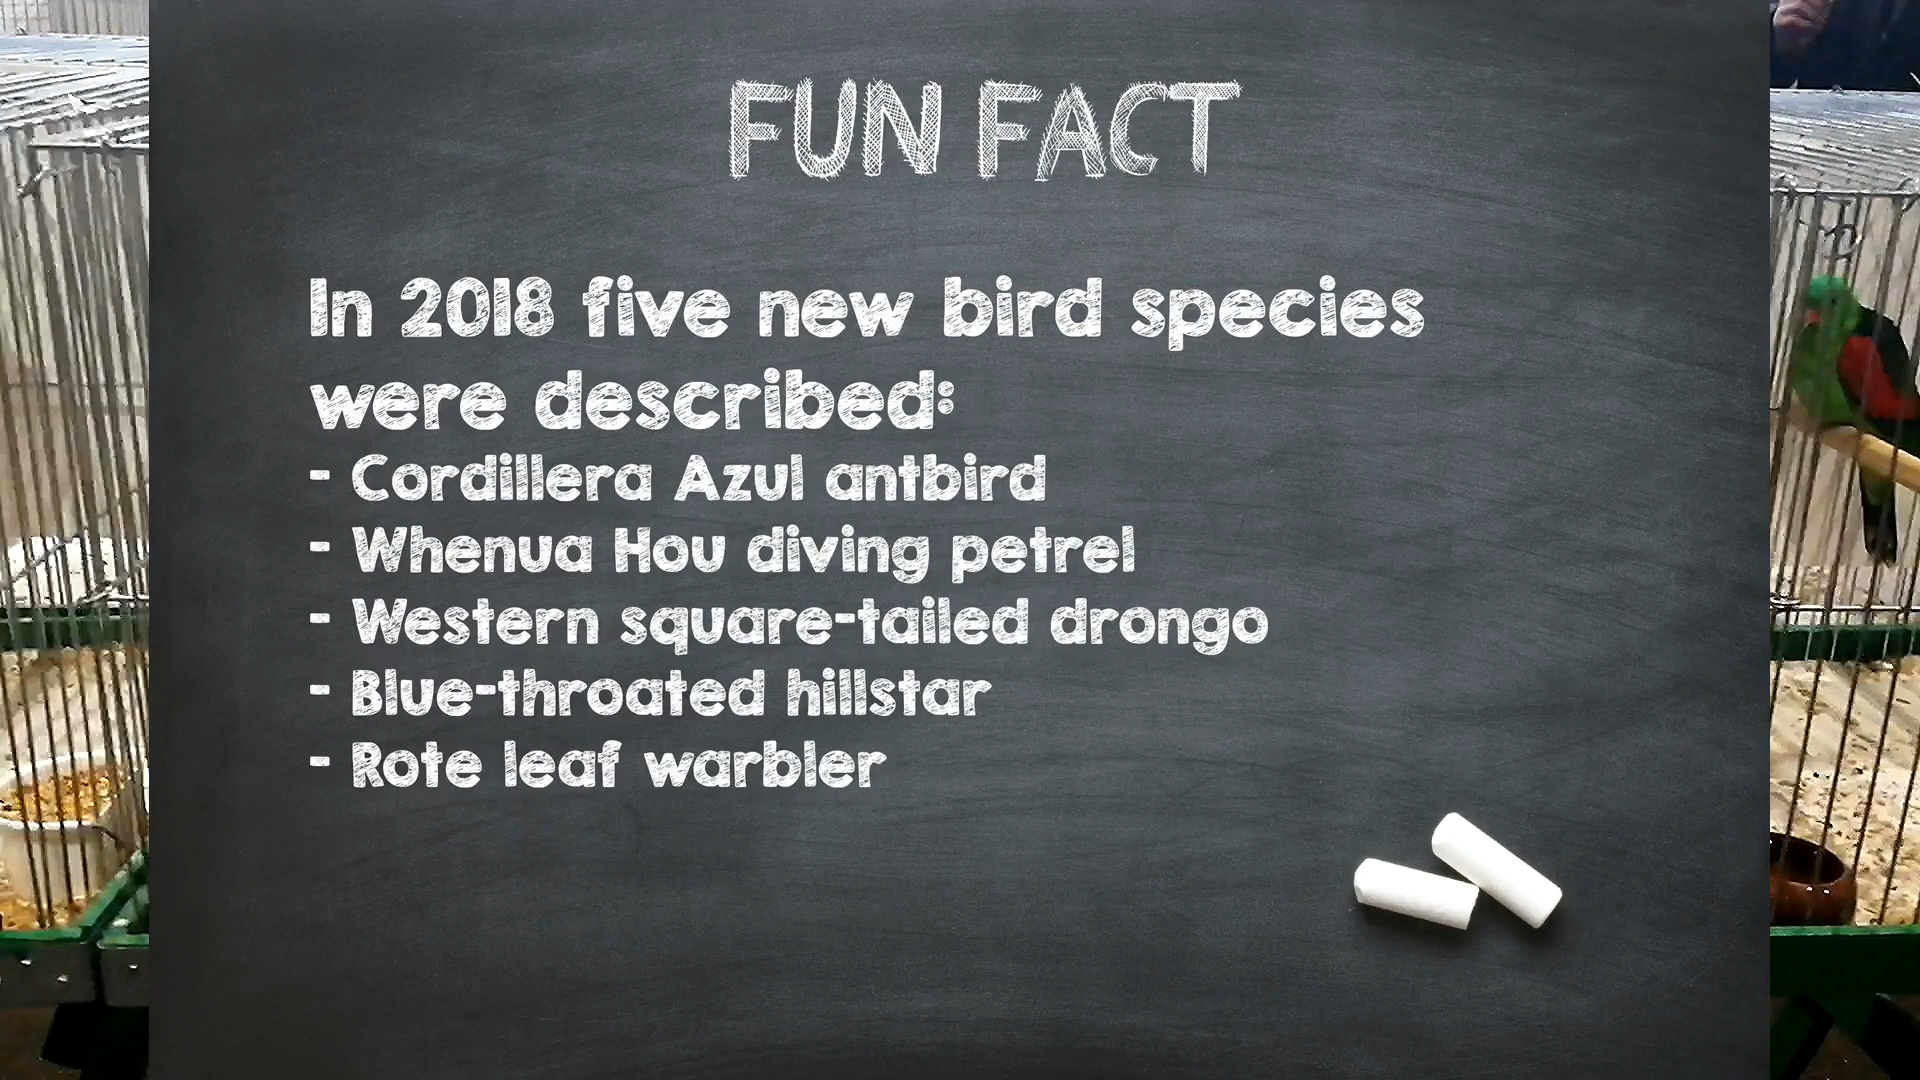 FUN FACT
In 2018 five new bird species
were described:
- Cordillera Azul antbird
- Whenua Hou diving petrel
- Western square-tailed drongo
- Blue-throated hillstar
- Rote leaf warbler